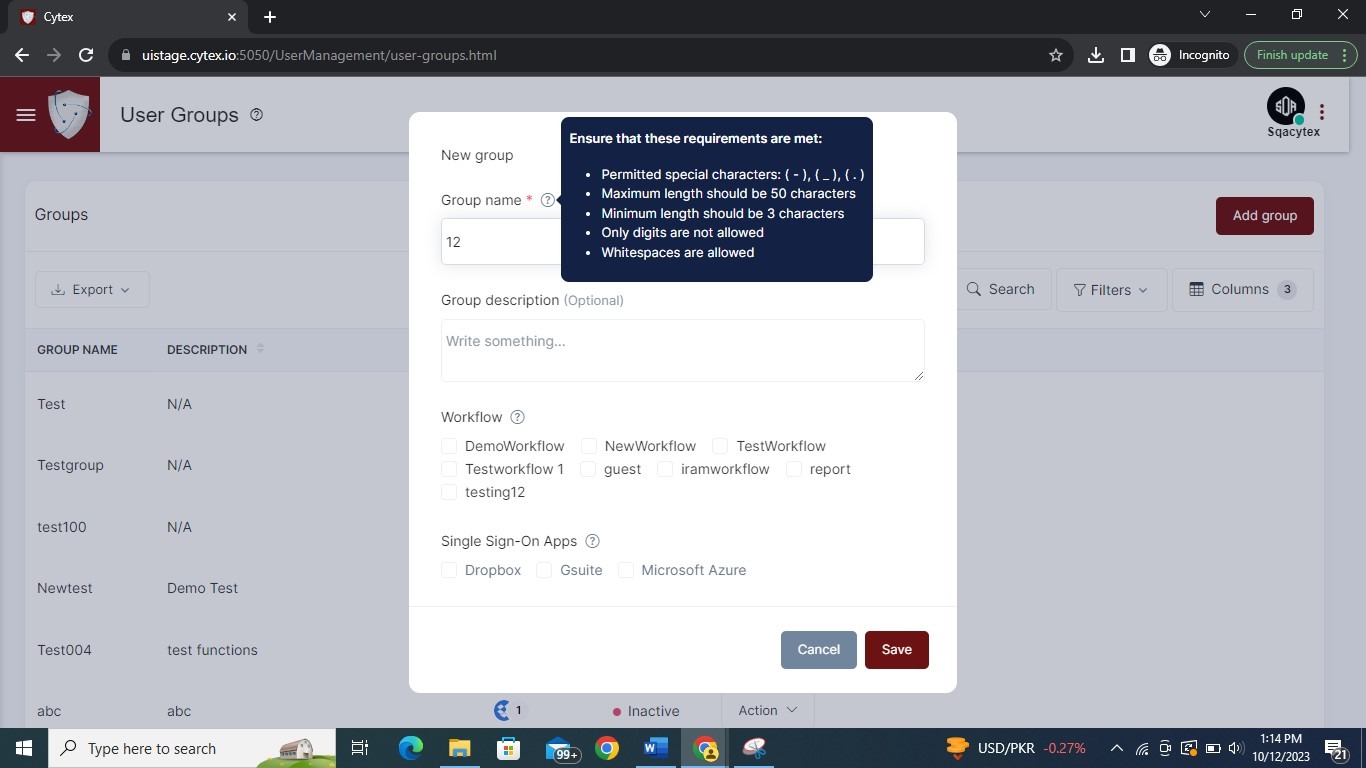 Cytex
uistage.cytex.io:5050/UserManagement/user-groups.html
Incognito
Finish update
User Groups
SQA
Sqacytex
Groups
Add group
Export
Search
Filters
Columns 3
GROUP NAME DESCRIPTION
Test N/A
Testgroup N/A
test100 N/A
Newtest Demo Test
Test004 test functions
abc abc 1 Inactive Action
New group
Group name * ?
12
Ensure that these requirements are met:
• Permitted special characters: ( - ), ( _ ), ( . )
• Maximum length should be 50 characters
• Minimum length should be 3 characters
• Only digits are not allowed
• Whitespaces are allowed
Group description (Optional)
Write something...
Workflow ?
DemoWorkflow NewWorkflow TestWorkflow
Testworkflow 1 guest iramworkflow report
testing12
Single Sign-On Apps ?
Dropbox Gsuite Microsoft Azure
Cancel Save
Type here to search
99+
USD/PKR -0.27%
1:14 PM
10/12/2023
21